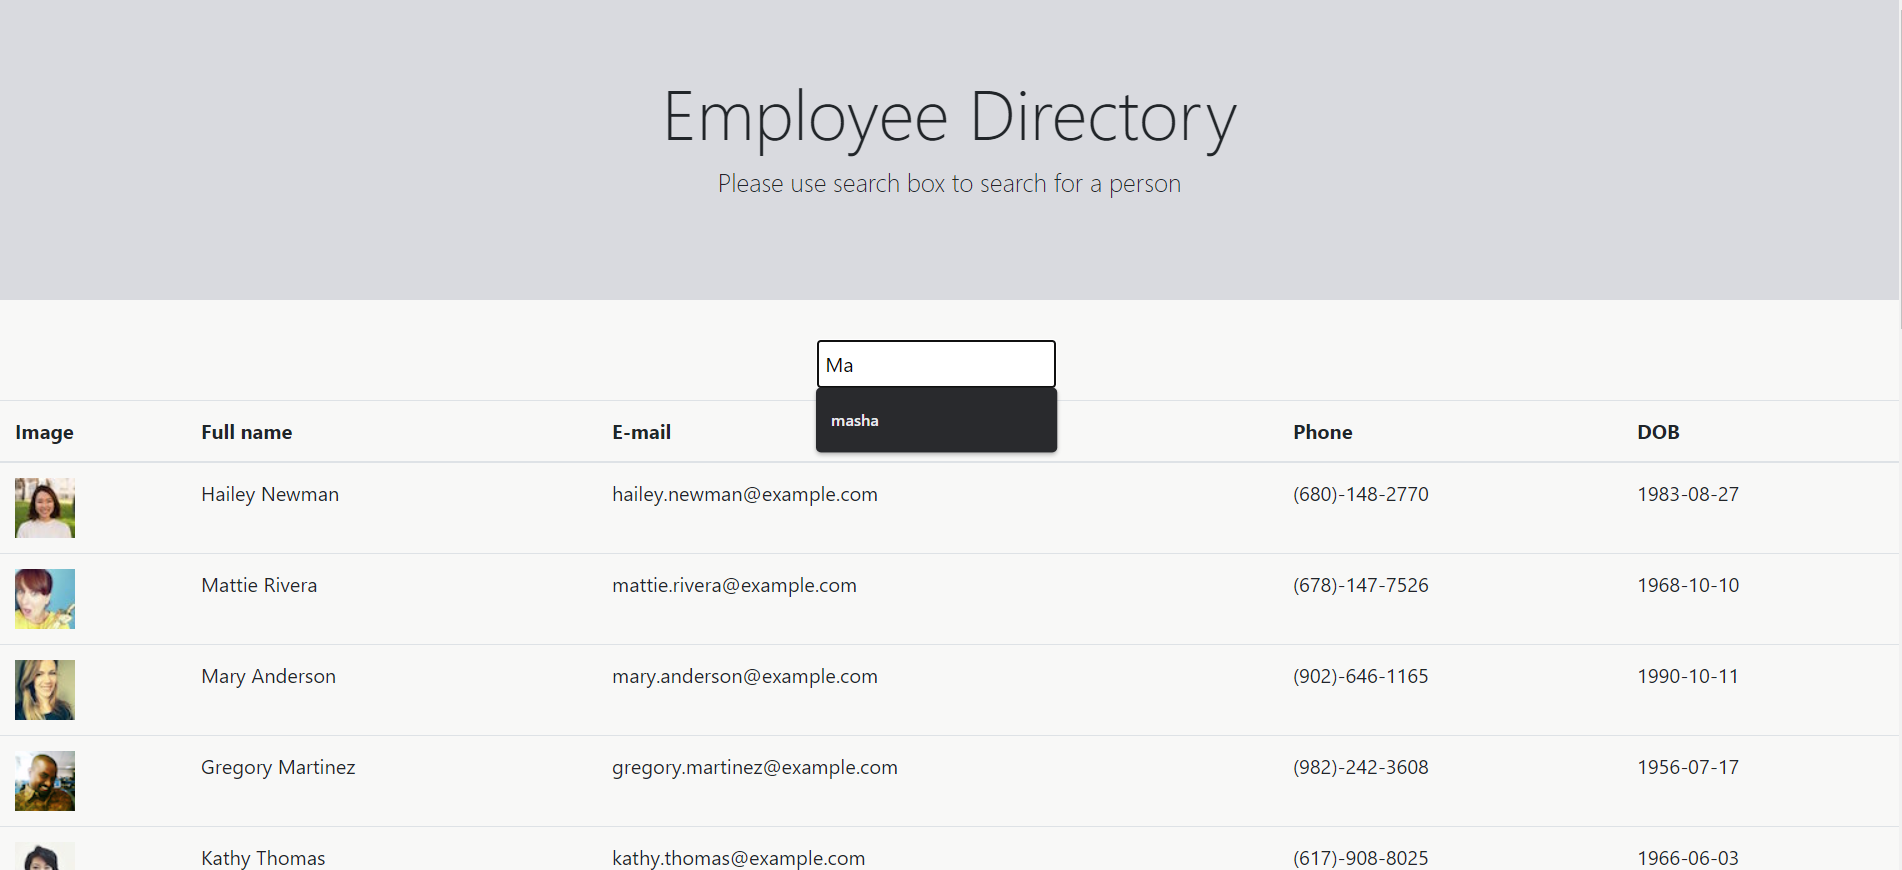 Employee Directory
Please use search box to search for a person
Ma
masha
Image Full name E-mail Phone DOB
Hailey Newman hailey.newman@example.com (680)-148-2770 1983-08-27
Mattie Rivera mattie.rivera@example.com (678)-147-7526 1968-10-10
Mary Anderson mary.anderson@example.com (902)-646-1165 1990-10-11
Gregory Martinez gregory.martinez@example.com (982)-242-3608 1956-07-17
Kathy Thomas kathy.thomas@example.com (617)-908-8025 1966-06-03